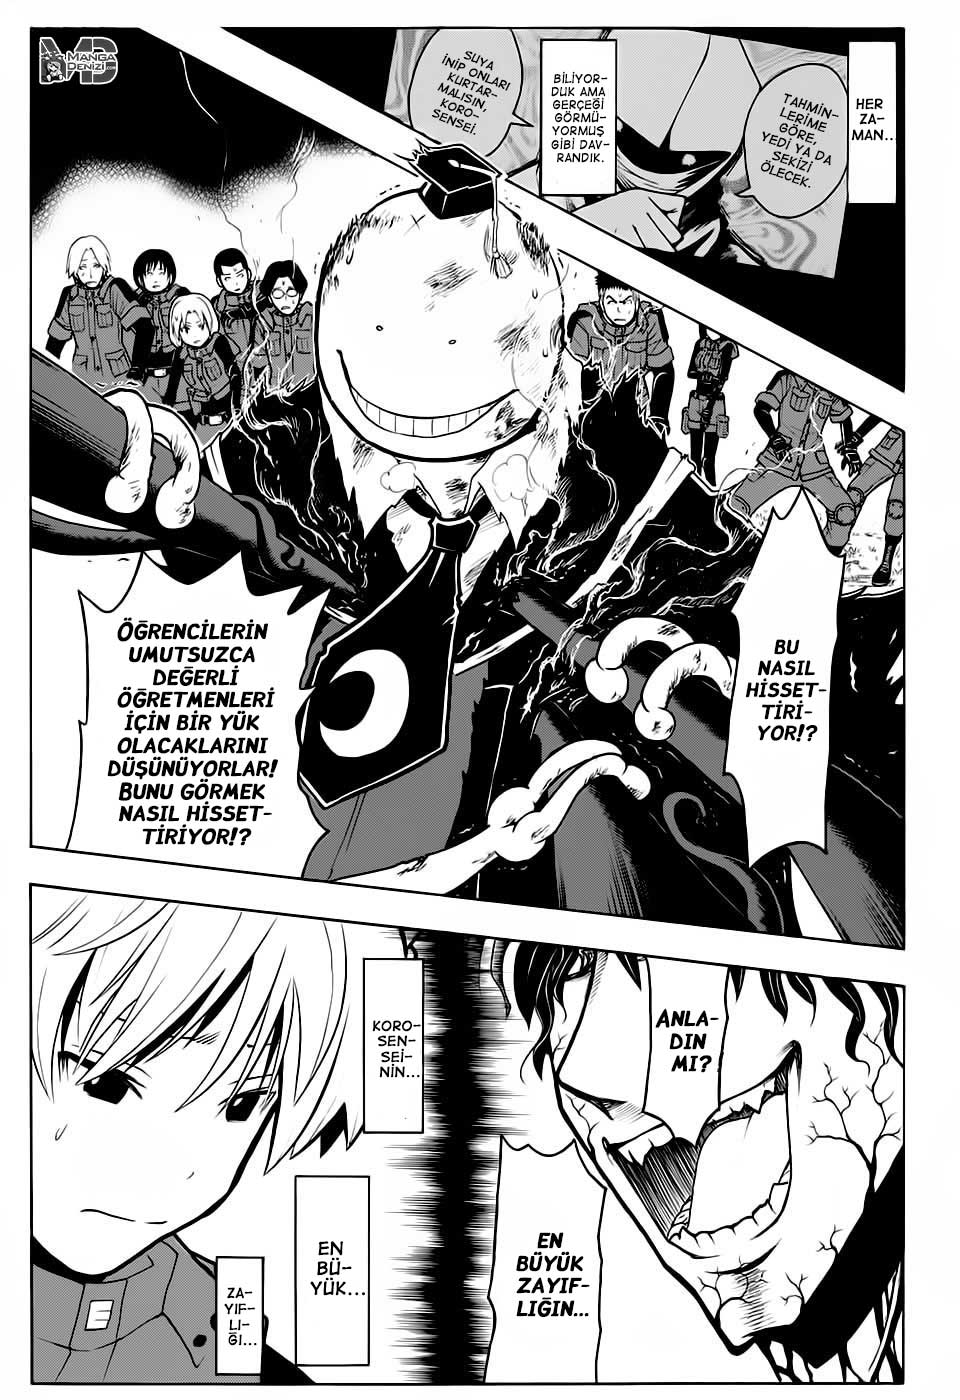 MANGA
DENİZİ
HER
ZA-
MAN...
TAHMİN-
LERİME
GÖRE,
YEDİ YA DA
SEKİZİ
ÖLECEK.
BİLİYOR-
DUK AMA
GERÇEĞİ
GÖRMÜ-
YORMUŞ
GİBİ DAV-
RANDIK.
SUYA
İNİP ONLARI
KURTAR-
MALISIN,
KORO-
SENSEI.
BU
NASIL
HİSSET-
TİRİ-
YOR!?
ÖĞRENCİLERİN
UMUTSUZCA
DEĞERLİ
ÖĞRETMENLERİ
İÇİN BİR YÜK
OLACAKLARINI
DÜŞÜNÜYORLAR!
BUNU GÖRMEK
NASIL HİSSET-
TİRİYOR!?
ANLA-
DIN
MI?
EN
BÜYÜK
ZAYIF-
LIĞIN...
KORO-
SEN-
SEI-
NİN...
EN
BÜ-
YÜK...
ZA-
YIF-
LI-
ĞI...